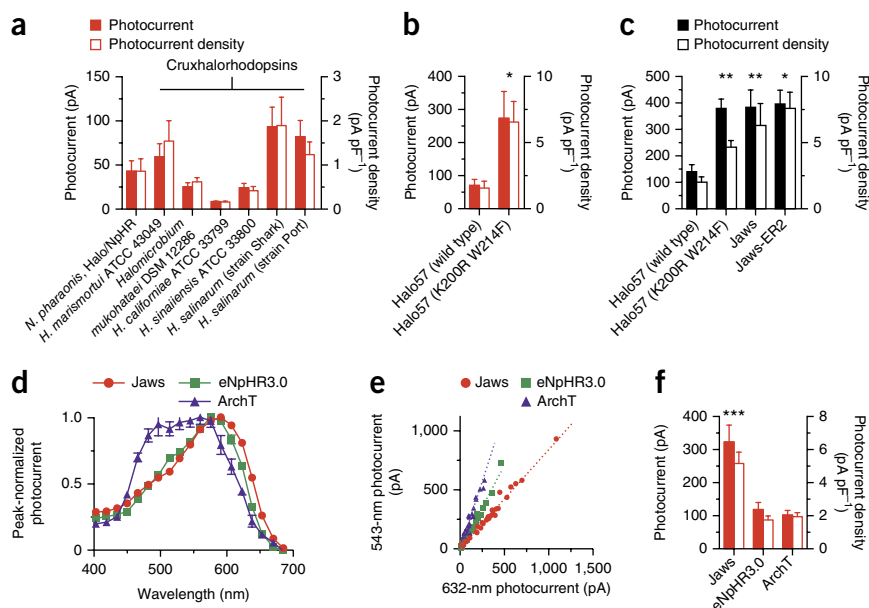 a
Photocurrent
Photocurrent density
Cruxhalorhodopsins
Photocurrent (pA)
150
100
50
0
3
2
1
0
Photocurrent density
(pA pF⁻¹)
N. pharaonis, Halo/NpHR
H. marismortui ATCC 43049
Halomicrobium
mukohataei DSM 12286
H. californiae ATCC 33799
H. sinaiiensis ATCC 33800
H. salinarum (strain Shark)
H. salinarum (strain Port)
b
Photocurrent (pA)
400
300
200
100
0
*
10
5
0
Photocurrent density
(pA pF⁻¹)
Halo57 (wild type)
Halo57 (K200R W214F)
c
Photocurrent
Photocurrent density
Photocurrent (pA)
500
400
300
200
100
0
** ** *
10
5
0
Photocurrent density
(pA pF⁻¹)
Halo57 (wild type)
Halo57 (K200R W214F)
Jaws
Jaws-ER2
d
Jaws eNpHR3.0
ArchT
Peak-normalized
photocurrent
1.0
0.5
0
400 500 600 700
Wavelength (nm)
e
Jaws eNpHR3.0
ArchT
543-nm photocurrent
(pA)
1,000
500
0
0 500 1,000 1,500
632-nm photocurrent (pA)
f
Photocurrent (pA)
400
300
200
100
0
***
8
6
4
2
0
Photocurrent density
(pA pF⁻¹)
Jaws
eNpHR3.0
ArchT